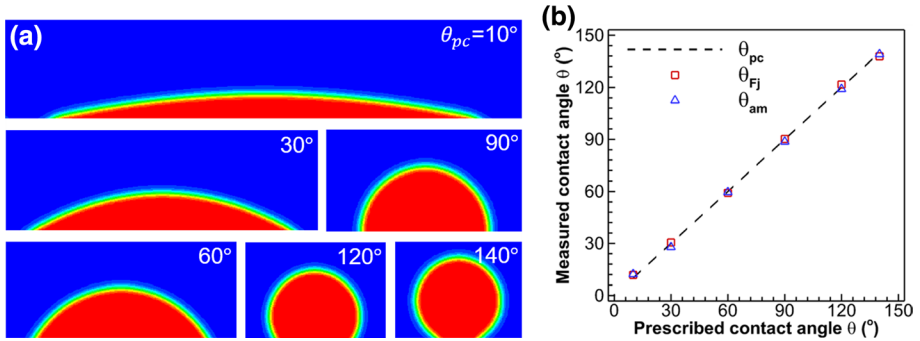 (a)
θpc=10°
30°
90°
60°
120°
140°
(b)
Measured contact angle θ (°)
150
120
90
60
30
0
θpc
θFj
θam
0 30 60 90 120 150
Prescribed contact angle θ (°)